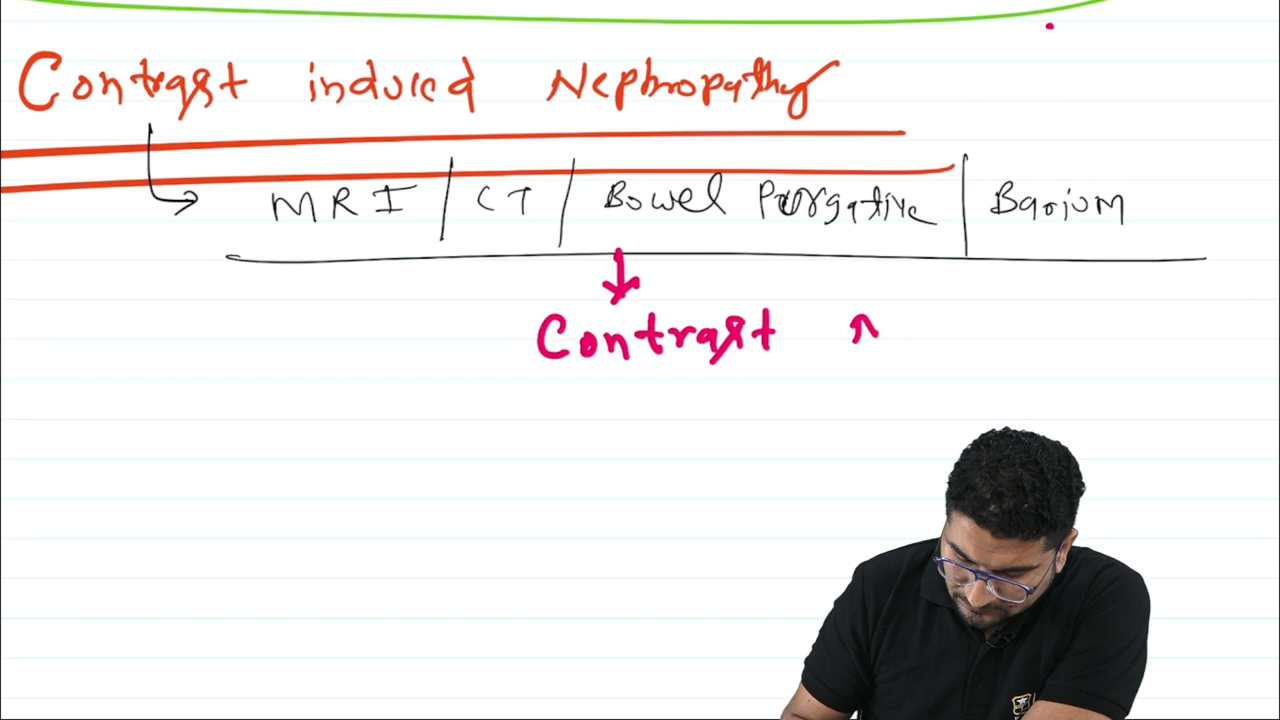 Contrast induced Nephropathy
MRI / CT / Bowel Purgative | Barium
Contrast